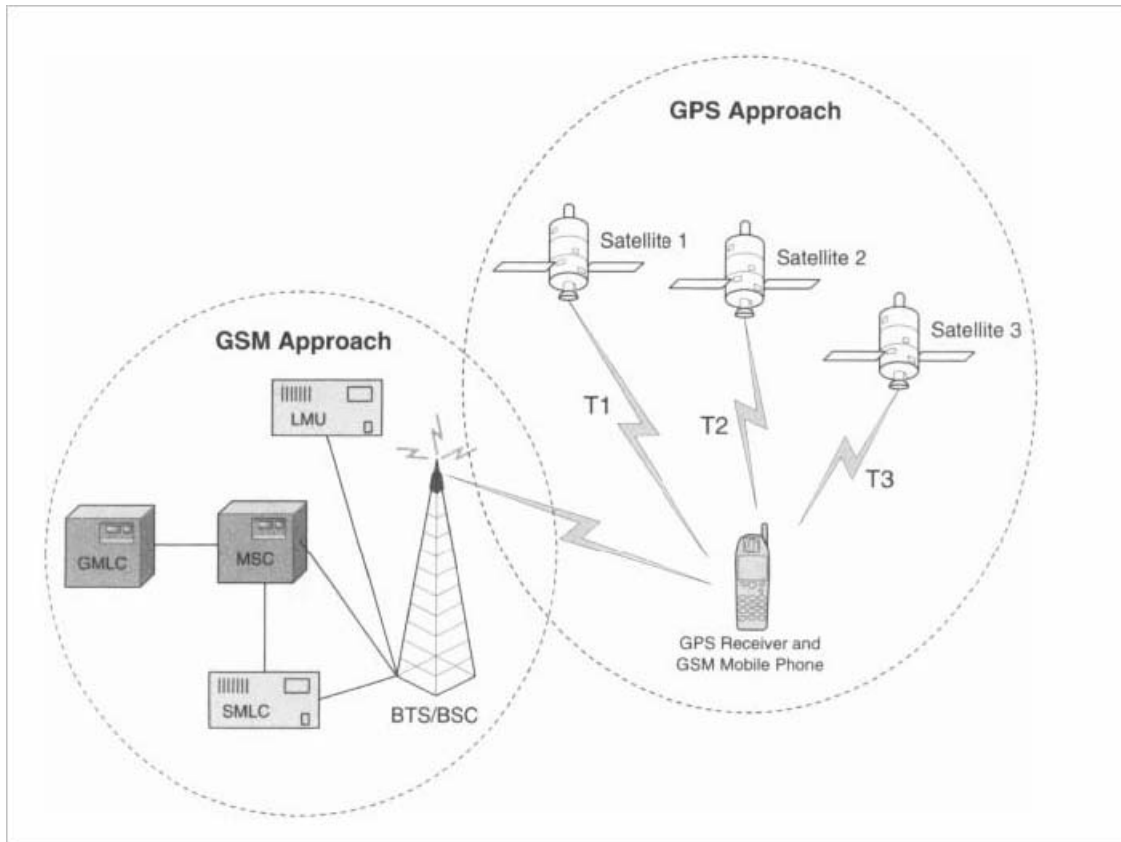 GPS Approach
Satellite 1
Satellite 2
Satellite 3
GSM Approach
T1
T2
T3
LMU
GMLC
MSC
SMLC
BTS/BSC
GPS Receiver and
GSM Mobile Phone